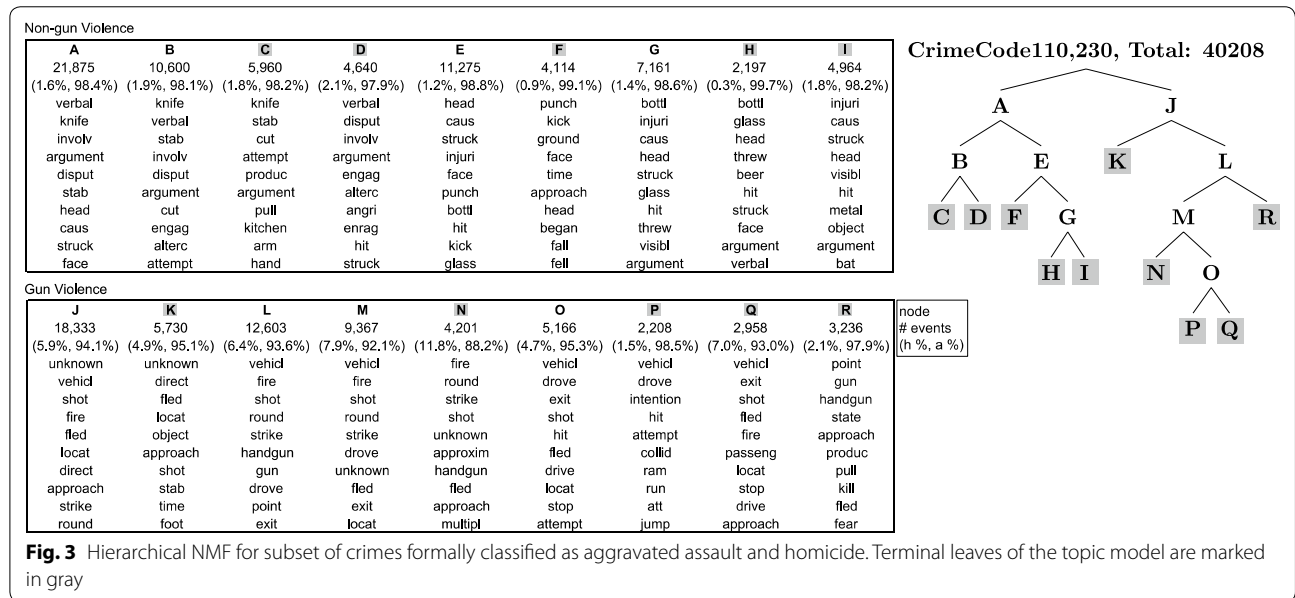 Non-gun Violence
A B C D E F G H I
21,875 10,600 5,960 4,640 11,275 4,114 7,161 2,197 4,964
(1.6%, 98.4%) (1.9%, 98.1%) (1.8%, 98.2%) (2.1%, 97.9%) (1.2%, 98.8%) (0.9%, 99.1%) (1.4%, 98.6%) (0.3%, 99.7%) (1.8%, 98.2%)
verbal knife knife verbal head punch bottl bottl injuri
knife verbal stab disput caus kick injuri glass caus
involv stab cut involv struck ground caus head struck
argument involv attempt argument injuri face head threw head
disput disput produc engag face time struck beer visibl
stab argument argument alterc punch approach glass hit hit
head cut pull angri bottl head hit struck metal
caus engag kitchen enrag hit began threw face object
struck alterc arm hit kick fall visibl argument argument
face attempt hand struck glass fell argument verbal bat
Gun Violence
J K L M N O P Q R
18,333 5,730 12,603 9,367 4,201 5,166 2,208 2,958 3,236
(5.9%, 94.1%) (4.9%, 95.1%) (6.4%, 93.6%) (7.9%, 92.1%) (11.8%, 88.2%) (4.7%, 95.3%) (1.5%, 98.5%) (7.0%, 93.0%) (2.1%, 97.9%)
unknown unknown vehicl vehicl fire vehicl vehicl vehicl point
vehicl direct fire fire round drove drove exit gun
shot fled shot shot strike exit intention shot handgun
fire locat round round shot shot hit fled state
fled object strike strike unknown hit attempt fire approach
locat approach handgun drove approxim fled collid passeng produc
direct shot gun unknown handgun drive ram locat pull
approach stab drove fled fled locat run stop kill
strike time point exit approach stop att drive fled
round foot exit locat multipl attempt jump approach fear
node
# events
(h %, a %)
CrimeCode110,230, Total: 40208
A J
B E K L
C D F G M R
H I N O
P Q
Fig. 3 Hierarchical NMF for subset of crimes formally classified as aggravated assault and homicide. Terminal leaves of the topic model are marked
in gray